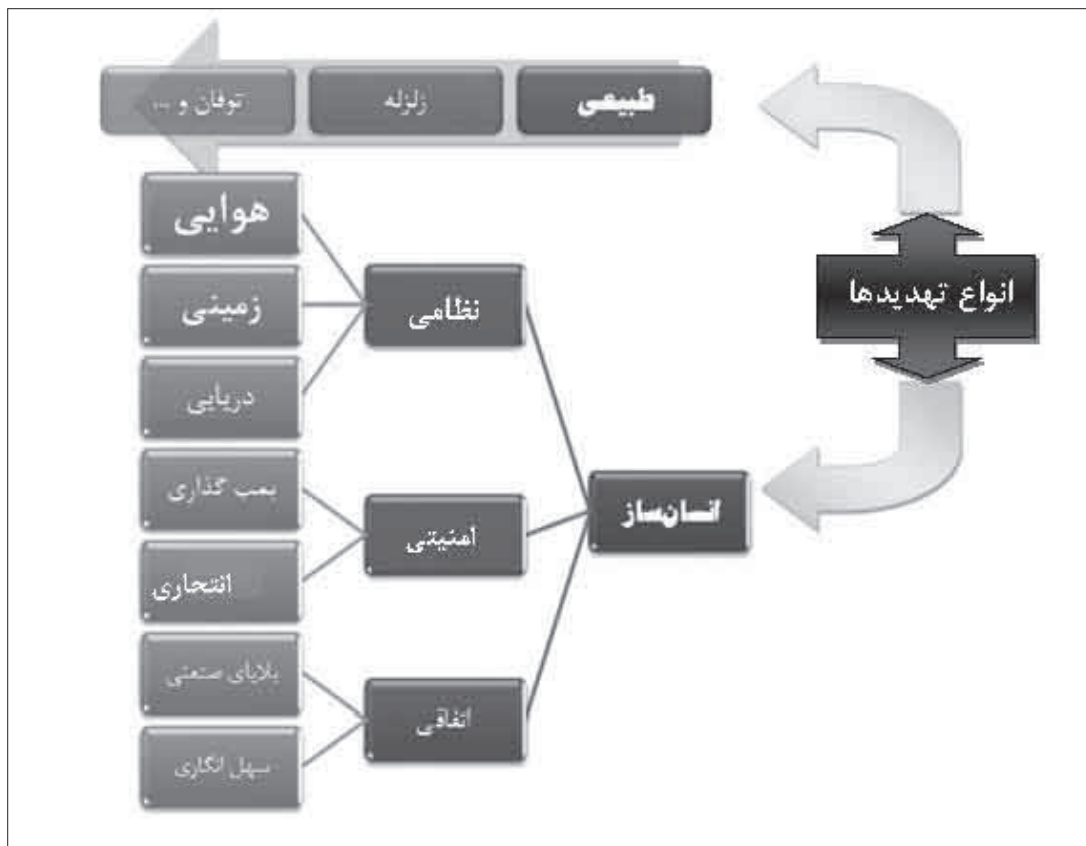 طبیعی
زلزله
توفان و ...
انواع تهدیدها
انسان‌ساز
نظامی
هوایی
زمینی
دریایی
امنیتی
بمب گذاری
انتحاری
اتفاقی
بلایای صنعتی
سهل انگاری